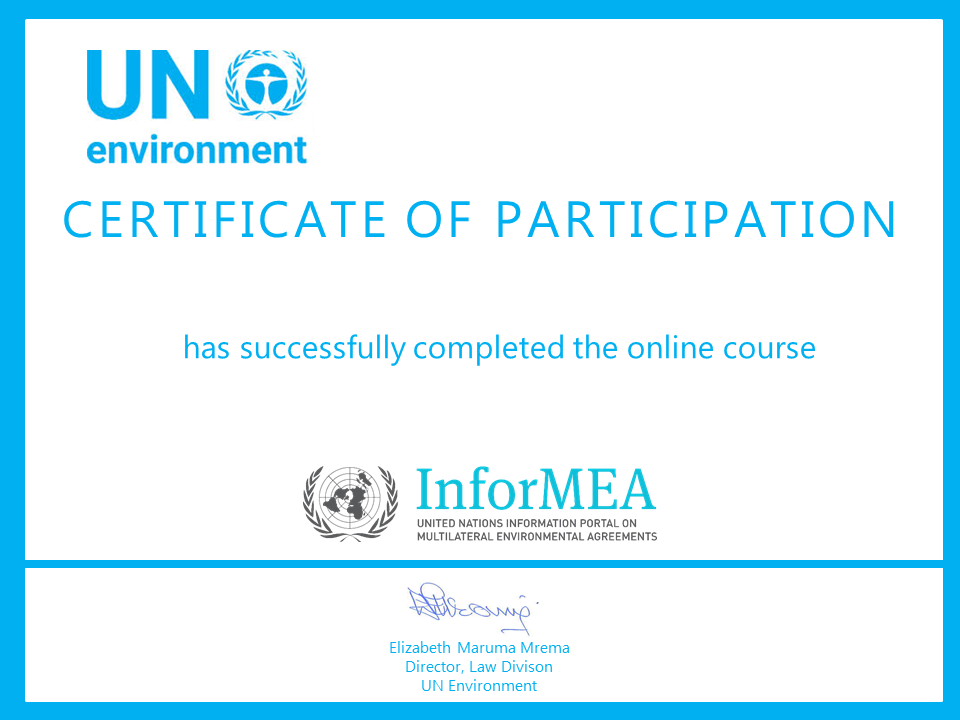 UN
environment
CERTIFICATE OF PARTICIPATION
has successfully completed the online course
InforMEA
UNITED NATIONS INFORMATION PORTAL ON
MULTILATERAL ENVIRONMENTAL AGREEMENTS
Elizabeth Maruma Mrema
Director, Law Divison
UN Environment